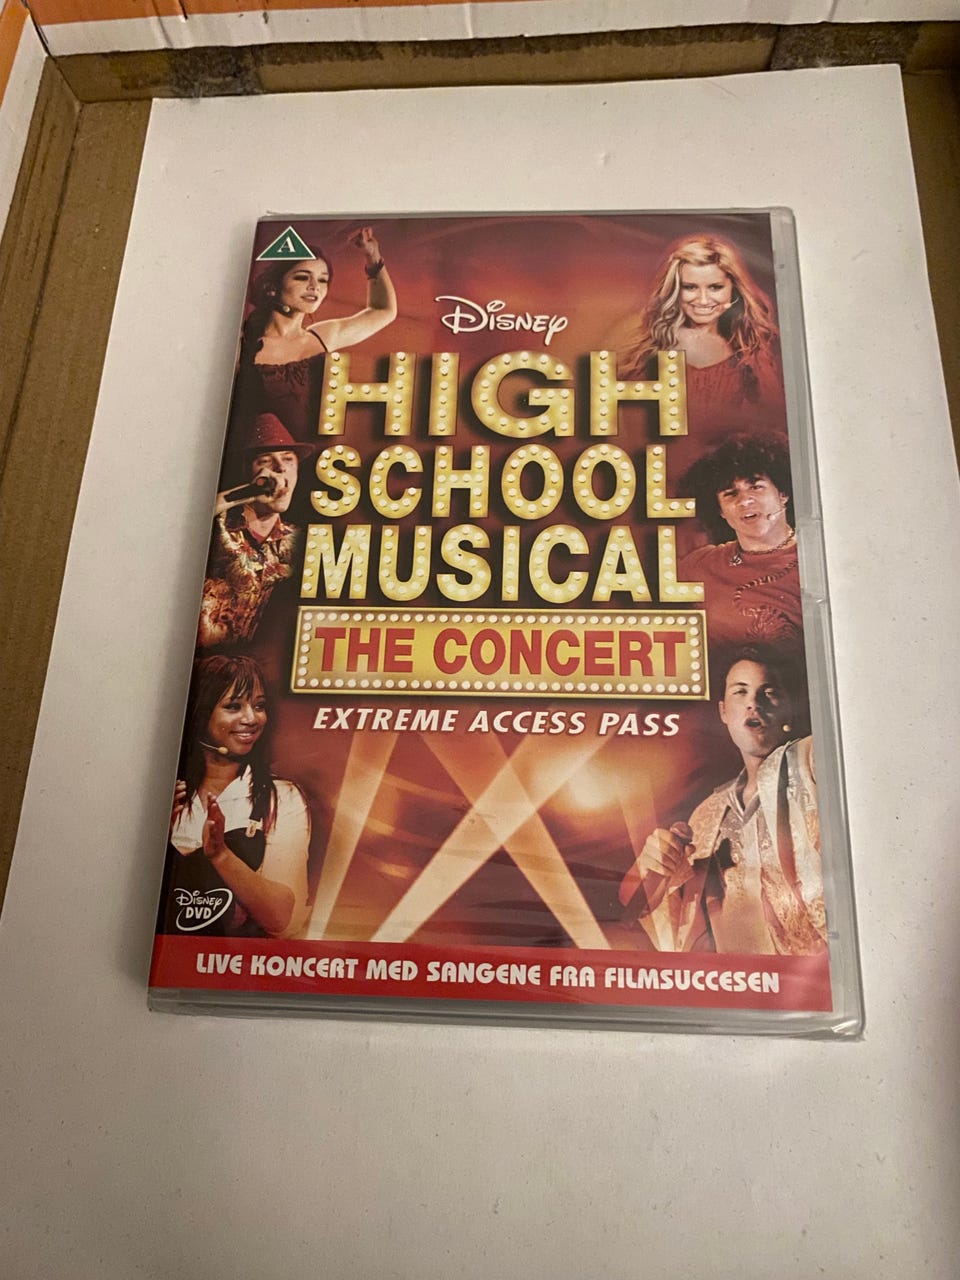 A
Disney
HIGH
SCHOOL
MUSICAL
THE CONCERT
EXTREME ACCESS PASS
Disney
DVD
LIVE KONCERT MED SANGENE FRA FILMSUCCESEN